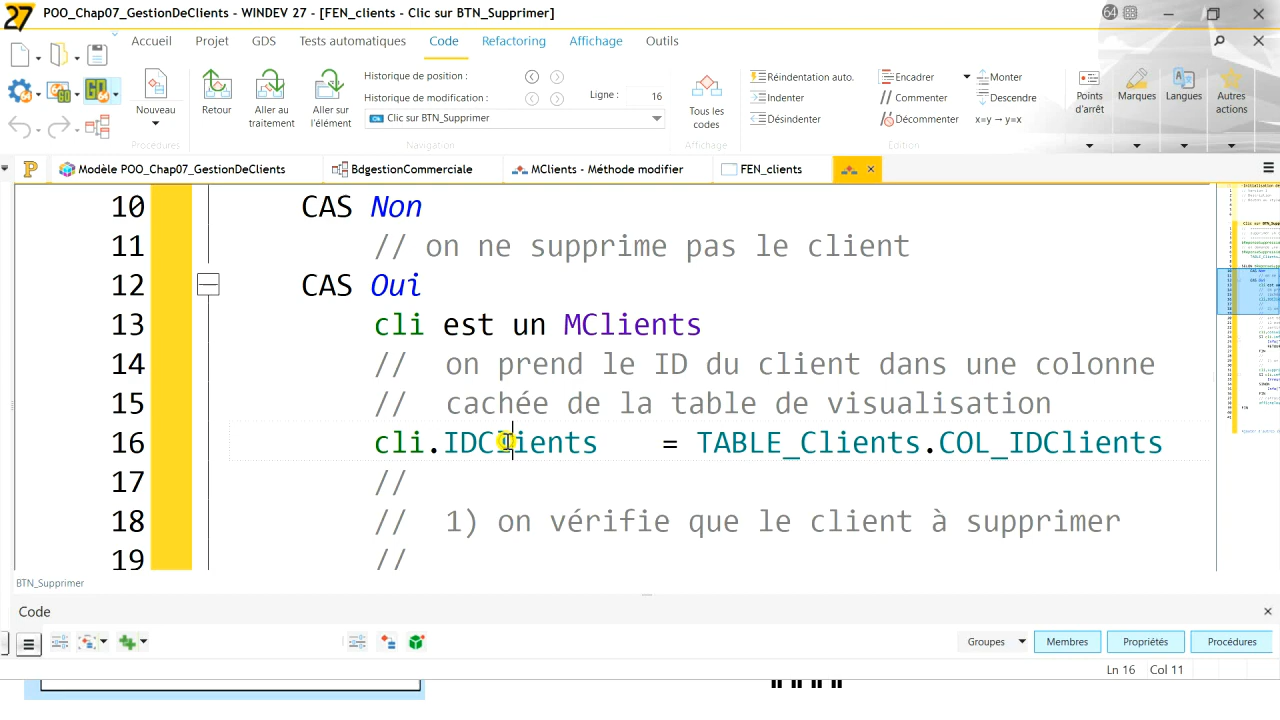 27 POO_Chap07_GestionDeClients - WINDEV 27 - [FEN_clients - Clic sur BTN_Supprimer]
64
Accueil Projet GDS Tests automatiques Code Refactoring Affichage Outils
Nouveau
Procédures
Retour
Aller au traitement
Aller sur l'élément
Historique de position :
Historique de modification :
Ligne : 16
Clic sur BTN_Supprimer
Navigation
Tous les codes
Affichage
Réinitiation auto.
Indenter
Désindenter
Encadrer
Commenter
Décommenter
Monter
Descendre
x=y → y=x
Edition
Points d'arrêt
Marques
Langues
Autres actions
GO
P Modèle POO_Chap07_GestionDeClients BdgestionCommerciale MClients - Méthode modifier FEN_clients
10 CAS Non
11 // on ne supprime pas le client
12 CAS Oui
13 cli est un MClients
14 // on prend le ID du client dans une colonne
15 // cachée de la table de visualisation
16 cli.IDClients = TABLE_Clients.COL_IDClients
17 //
18 // 1) on vérifie que le client à supprimer
19 //
BTN_Supprimer
Code
Groupes Membres Propriétés Procédures
Ln 16 Col 11